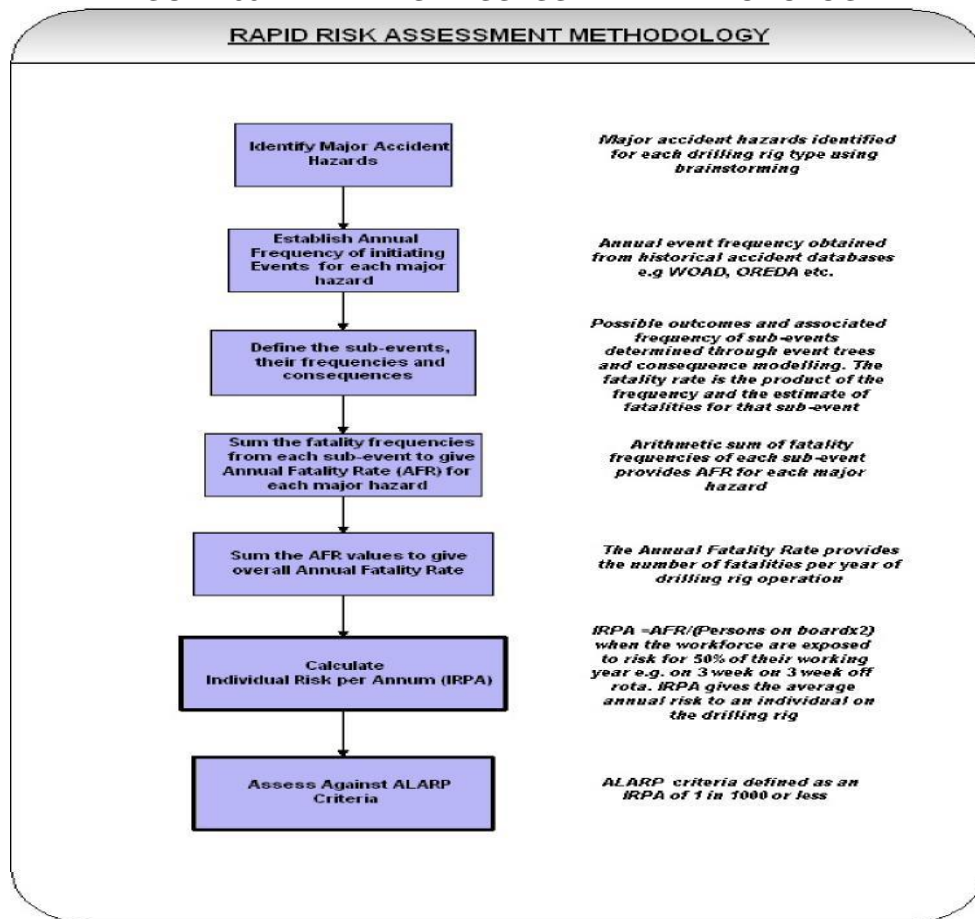 RAPID RISK ASSESSMENT METHODOLOGY
Identify Major Accident
Hazards
Major accident hazards identified
for each drilling rig type using
brainstorming
Establish Annual
Frequency of initiating
Events for each major
hazard
Annual event frequency obtained
from historical accident databases
e.g WOAD, OREDA etc.
Define the sub-events,
their frequencies and
consequences
Possible outcomes and associated
frequency of sub-events
determined through event trees
and consequence modelling. The
fatality rate is the product of the
frequency and the estimate of
fatalities for that sub-event
Sum the fatality frequencies
from each sub-event to give
Annual Fatality Rate (AFR) for
each major hazard
Arithmetic sum of fatality
frequencies of each sub-event
provides AFR for each major
hazard
Sum the AFR values to give
overall Annual Fatality Rate
The Annual Fatality Rate provides
the number of fatalities per year of
drilling rig operation
Calculate
Individual Risk per Annum (IRPA)
IRPA =AFR/(Persons on boardx2)
when the workforce are exposed
to risk for 50% of their working
year e.g. on 3 week on 3 week off
rota. IRPA gives the average
annual risk to an individual on
the drilling rig
Assess Against ALARP
Criteria
ALARP criteria defined as an
IRPA of 1 in 1000 or less